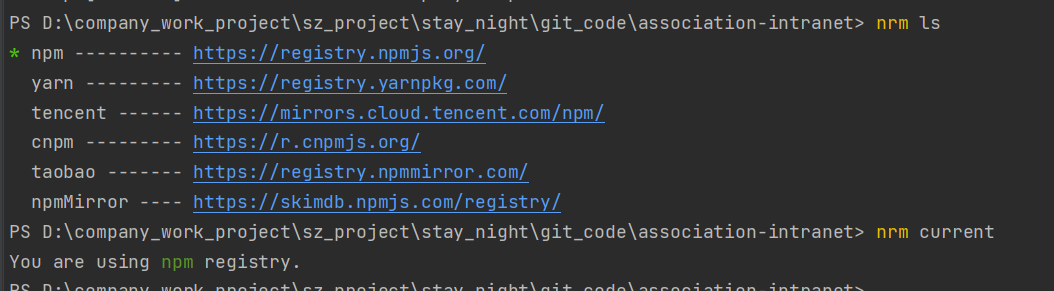 PS D:\company_work_project\sz_project\stay_night\git_code\association-intranet> nrm ls
* npm ---------- https://registry.npmjs.org/
  yarn --------- https://registry.yarnpkg.com/
  tencent ------ https://mirrors.cloud.tencent.com/npm/
  cnpm --------- https://r.cnpmjs.org/
  taobao ------- https://registry.npmmirror.com/
  npmMirror ---- https://skimdb.npmjs.com/registry/
PS D:\company_work_project\sz_project\stay_night\git_code\association-intranet> nrm current
You are using npm registry.
PS D:\company_work_project\sz_project\stay_night\git_code\association-intranet>